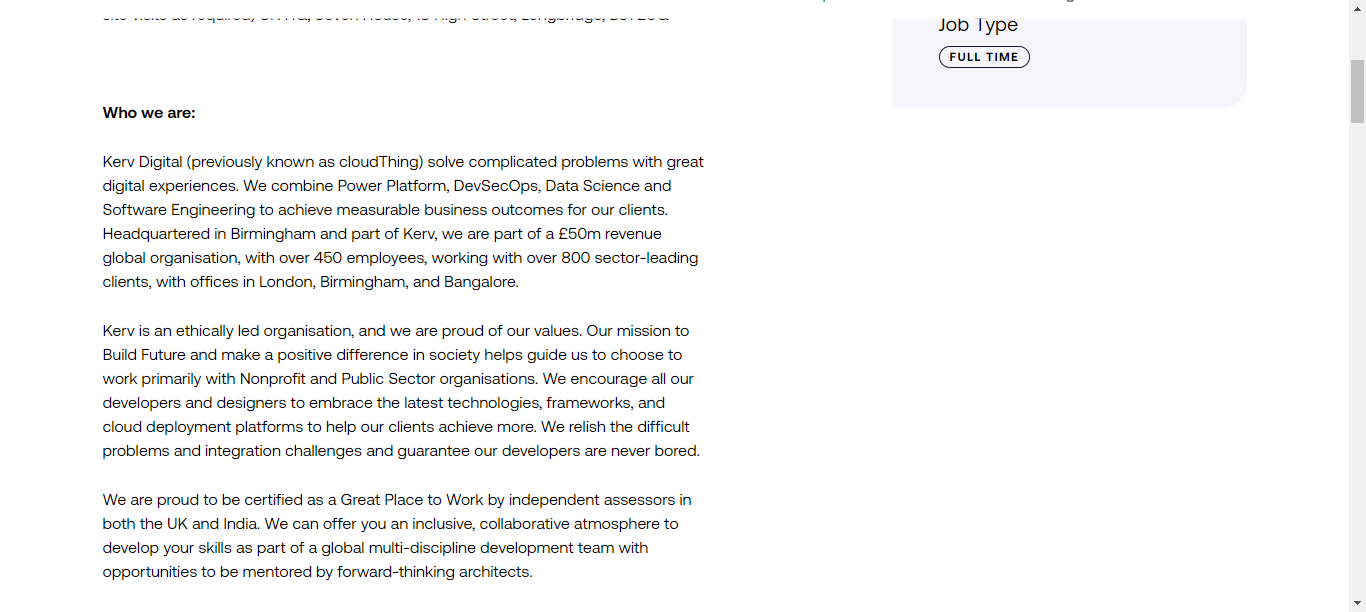 Job Type
FULL TIME
Who we are:
Kerv Digital (previously known as cloudThing) solve complicated problems with great
digital experiences. We combine Power Platform, DevSecOps, Data Science and
Software Engineering to achieve measurable business outcomes for our clients.
Headquartered in Birmingham and part of Kerv, we are part of a £50m revenue
global organisation, with over 450 employees, working with over 800 sector-leading
clients, with offices in London, Birmingham, and Bangalore.
Kerv is an ethically led organisation, and we are proud of our values. Our mission to
Build Future and make a positive difference in society helps guide us to choose to
work primarily with Nonprofit and Public Sector organisations. We encourage all our
developers and designers to embrace the latest technologies, frameworks, and
cloud deployment platforms to help our clients achieve more. We relish the difficult
problems and integration challenges and guarantee our developers are never bored.
We are proud to be certified as a Great Place to Work by independent assessors in
both the UK and India. We can offer you an inclusive, collaborative atmosphere to
develop your skills as part of a global multi-discipline development team with
opportunities to be mentored by forward-thinking architects.